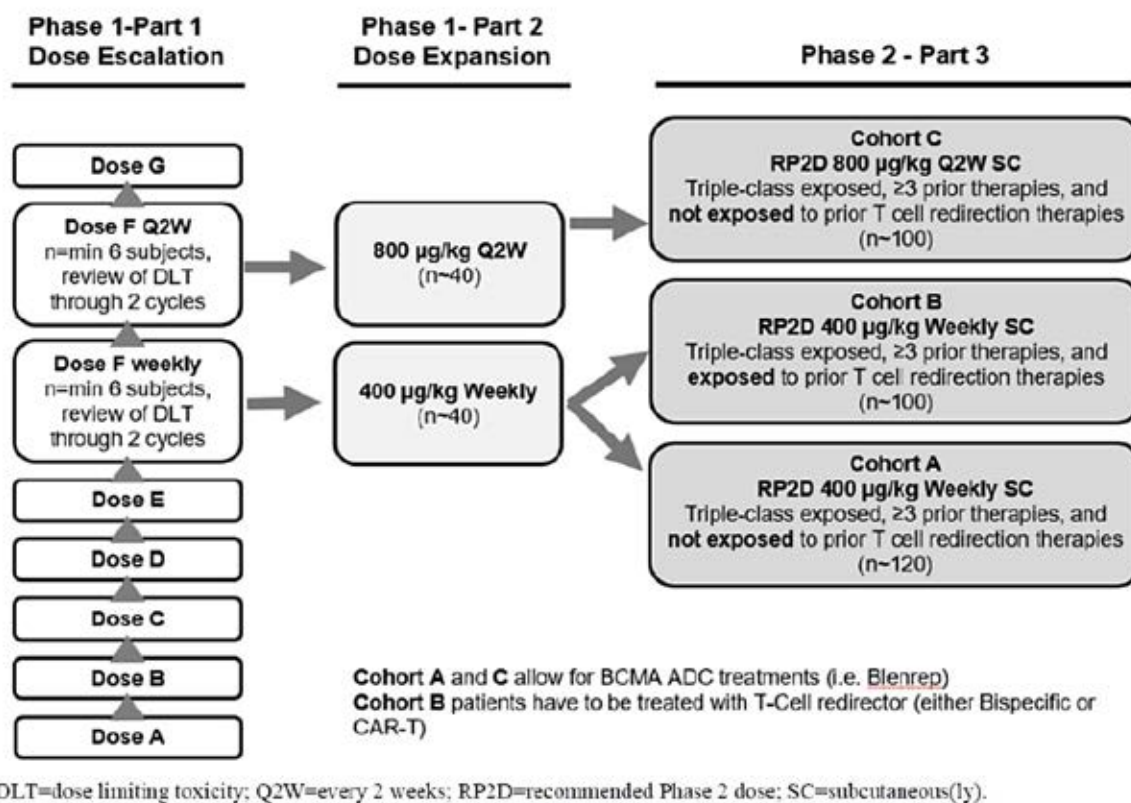 Phase 1-Part 1
Dose Escalation
Phase 1- Part 2
Dose Expansion
Phase 2 - Part 3
Dose G
Dose F Q2W
n=min 6 subjects,
review of DLT
through 2 cycles
Dose F weekly
n=min 6 subjects,
review of DLT
through 2 cycles
Dose E
Dose D
Dose C
Dose B
Dose A
800 µg/kg Q2W
(n~40)
400 µg/kg Weekly
(n~40)
Cohort C
RP2D 800 µg/kg Q2W SC
Triple-class exposed, ≥3 prior therapies, and
not exposed to prior T cell redirection therapies
(n~100)
Cohort B
RP2D 400 µg/kg Weekly SC
Triple-class exposed, ≥3 prior therapies, and
exposed to prior T cell redirection therapies
(n~100)
Cohort A
RP2D 400 µg/kg Weekly SC
Triple-class exposed, ≥3 prior therapies, and
not exposed to prior T cell redirection therapies
(n~120)
Cohort A and C allow for BCMA ADC treatments (i.e. Blenrep)
Cohort B patients have to be treated with T-Cell redirector (either Bispecific or
CAR-T)
DLT=dose limiting toxicity; Q2W=every 2 weeks; RP2D=recommended Phase 2 dose; SC=subcutaneous(ly).